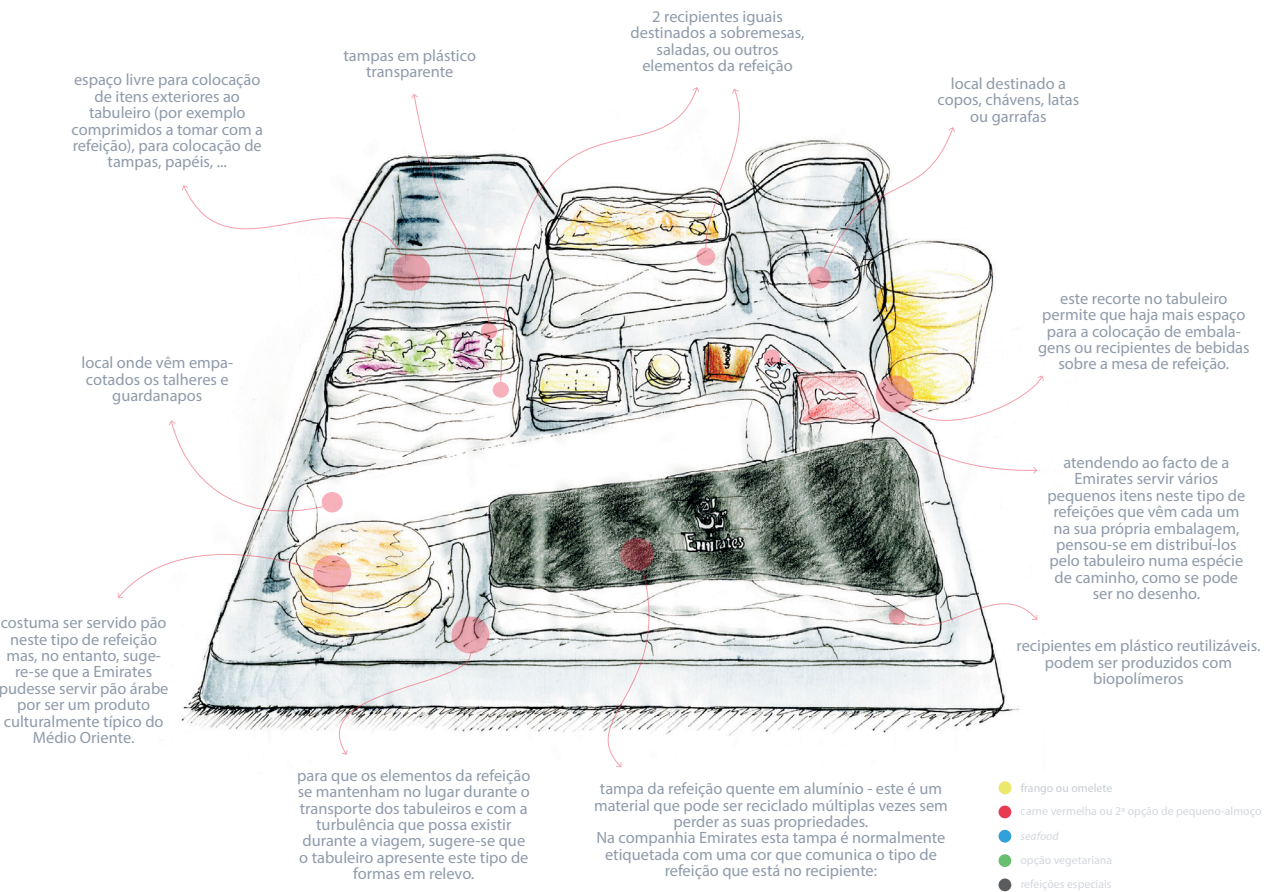 2 recipientes iguais
destinados a sobremesas,
saladas, ou outros
elementos da refeição
tampas em plástico
transparente
espaço livre para colocação
de itens exteriores ao
tabuleiro (por exemplo
comprimidos a tomar com a
refeição), para colocação de
tampas, papéis, ...
local destinado a
copos, chávens, latas
ou garrafas
este recorte no tabuleiro
permite que haja mais espaço
para a colocação de embala-
gens ou recipientes de bebidas
sobre a mesa de refeição.
local onde vêm empa-
cotados os talheres e
guardanapos
atendendo ao facto de a
Emirates servir vários
pequenos itens neste tipo de
refeições que vêm cada um
na sua própria embalagem,
pensou-se em distribuí-los
pelo tabuleiro numa espécie
de caminho, como se pode
ser no desenho.
Emirates
costuma ser servido pão
neste tipo de refeição
mas, no entanto, suge-
re-se que a Emirates
pudesse servir pão árabe
por ser um produto
culturalmente típico do
Médio Oriente.
recipientes em plástico reutilizáveis.
podem ser produzidos com
biopolímeros
para que os elementos da refeição
se mantenham no lugar durante o
transporte dos tabuleiros e com a
turbulência que possa existir
durante a viagem, sugere-se que
o tabuleiro apresente este tipo de
formas em relevo.
tampa da refeição quente em alumínio - este é um
material que pode ser reciclado múltiplas vezes sem
perder as suas propriedades.
Na companhia Emirates esta tampa é normalmente
etiquetada com uma cor que comunica o tipo de
refeição que está no recipiente:
frango ou omelete
carne vermelha ou 2ª opção de pequeno-almoço
seafood
opção vegetariana
refeições especiais